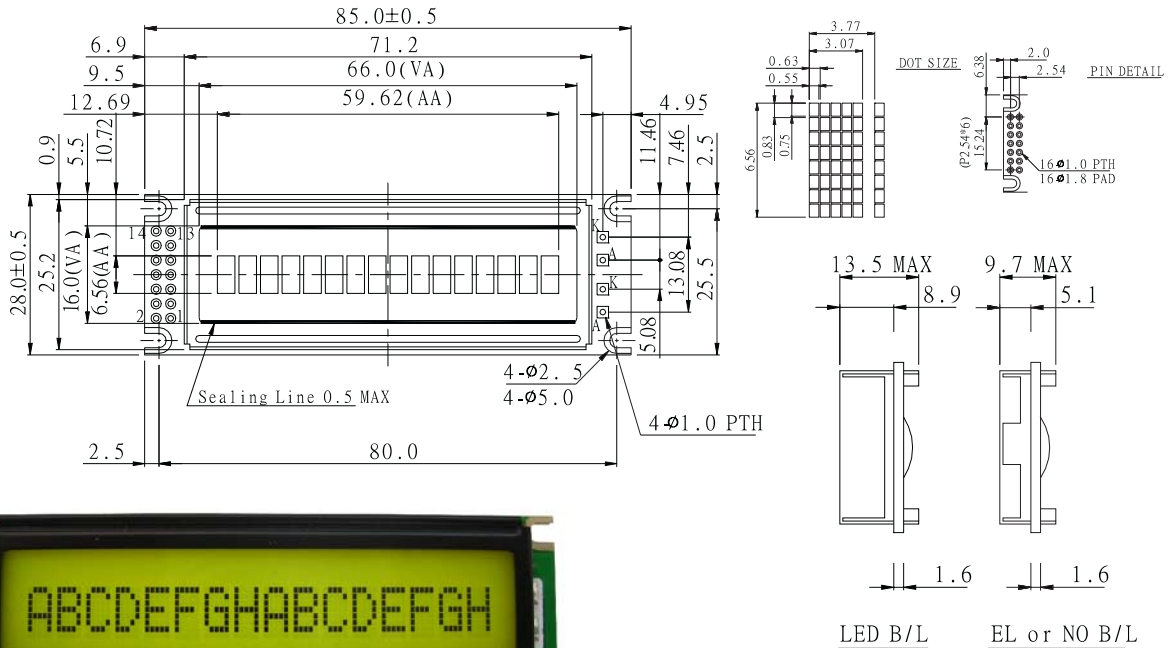 85.0±0.5
6.9
71.2
9.5
66.0(VA)
12.69
59.62(AA)
4.95
0.9
5.5
10.72
11.46
7.46
2.5
28.0±0.5
25.2
16.0(VA)
6.56(AA)
14
13
2
1
K
A
K
A
13.08
25.5
5.08
Sealing Line 0.5 MAX
4-Ø2. 5
4-Ø5.0
4-Ø1.0 PTH
2.5
80.0
3.77
3.07
0.63
0.55
DOT SIZE
6.56
0.83
0.75
6.38
2.0
2.54
PIN DETAIL
(P2.54*6)
15.24
16-Ø1.0 PTH
16-Ø1.8 PAD
13.5 MAX
8.9
9.7 MAX
5.1
1.6
1.6
LED B/L
EL or NO B/L
ABCDEFGHABCDEFGH